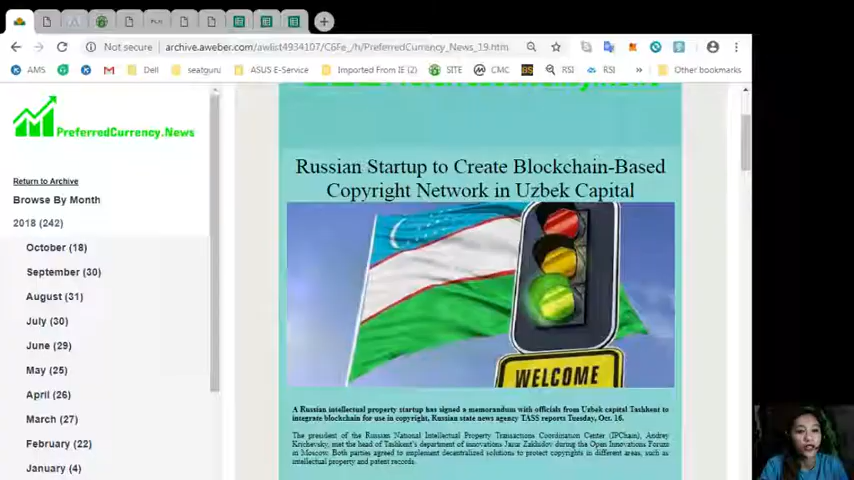 Not secure | archive.aweber.com/awlist4934107/C6Fe_/h/PreferredCurrency_News_19.htm
AMS
Dell
seatguru
ASUS E-Service
Imported From IE (2)
SITE
CMC
RSI
RSI
»
Other bookmarks
PreferredCurrency.News
Return to Archive
Browse By Month
2018 (242)
October (18)
September (30)
August (31)
July (30)
June (29)
May (25)
April (26)
March (27)
February (22)
January (4)
Russian Startup to Create Blockchain-Based
Copyright Network in Uzbek Capital
WELCOME
A Russian intellectual property startup has signed a memorandum with officials from Uzbek capital Tashkent to
integrate blockchain for use in copyright, Russian state news agency TASS reports Tuesday, Oct. 16.
The president of the Russian National Intellectual Property Transactions Coordination Center (IPChain), Andrey
Krichevsky, met the head of Tashkent's department of innovations Jasur Zakhidov during the Open Innovations Forum
in Moscow. Both parties agreed to implement decentralized solutions to protect copyrights in different areas, such as
intellectual property and patent records.